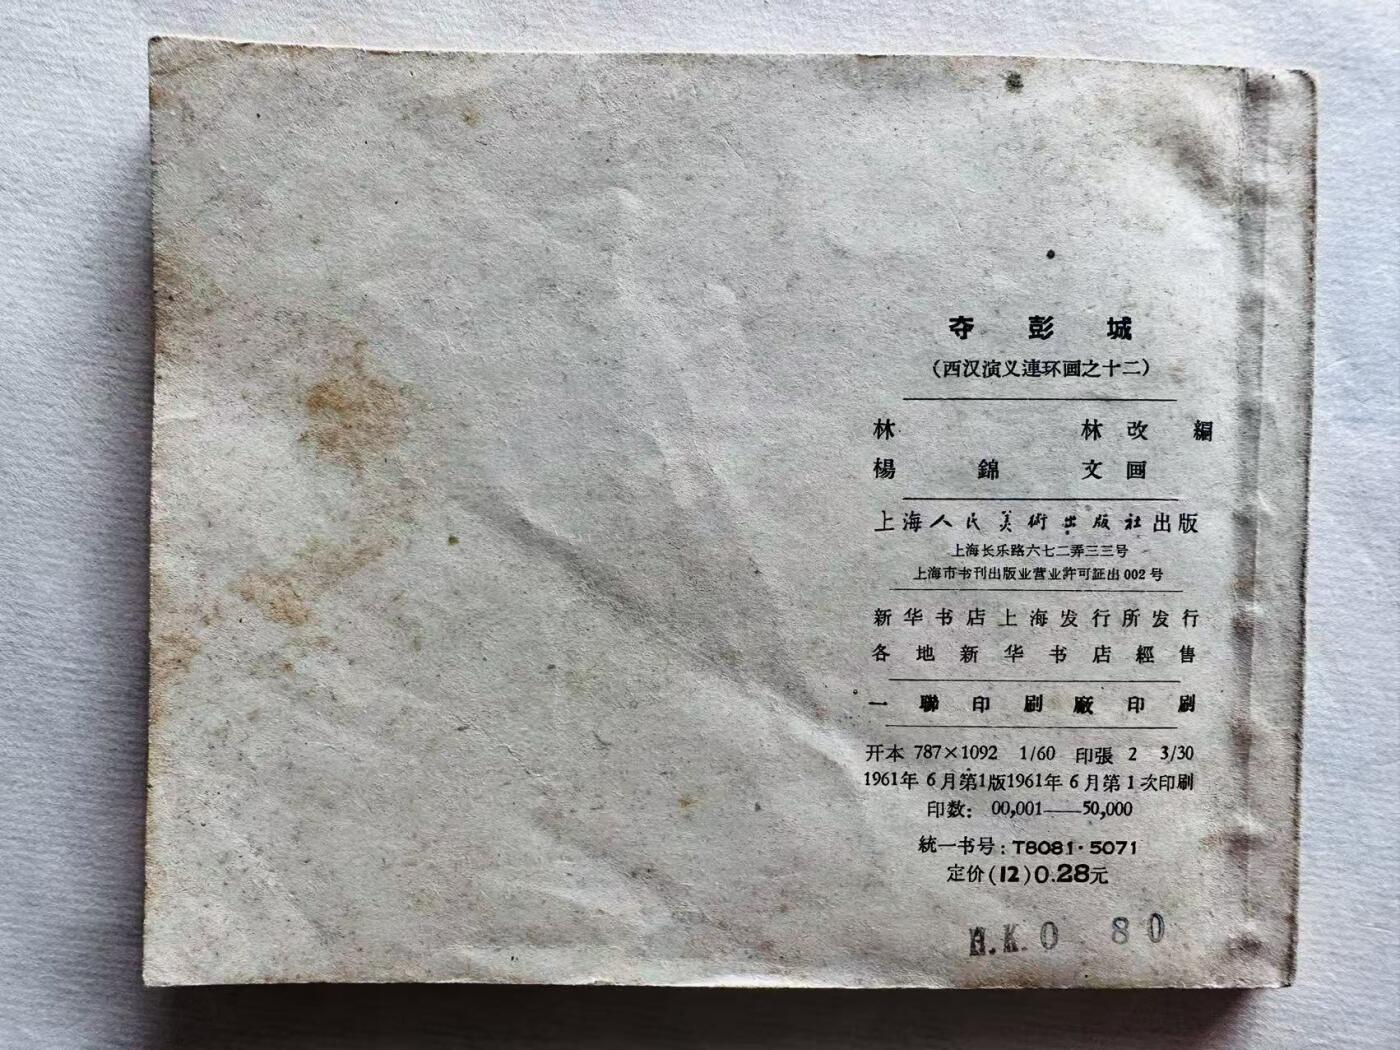 夺彭城
（西汉演义連环画之十二）
林林改編
楊錦文画
上海人民美術出版社出版
上海长乐路六七二弄三三号
上海市书刊出版业营业許可証出002号
新华书店上海发行所发行
各地新华书店經售
一聯印刷廠印刷
开本 787×1092 1/60 印張 2 3/30
1961年6月第1版1961年6月第1次印刷
印数：00,001——50,000
統一书号：T8081·5071
定价(12)0.28元
H.K.0 80